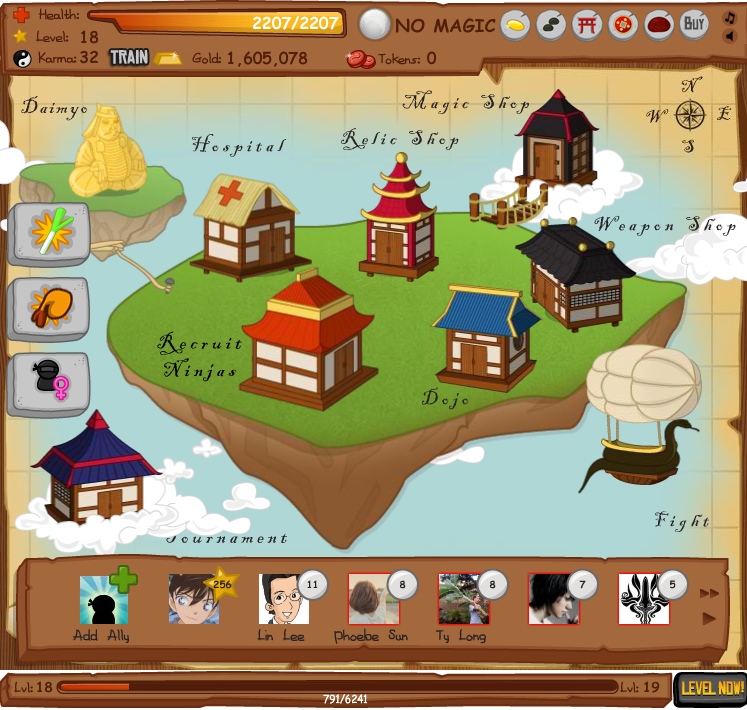 Health: 2207/2207 NO MAGIC BUY
Level: 18
Karma: 32 TRAIN Gold: 1,605,078 Tokens: 0
Daimyo
Magic Shop
N
W E
S
Hospital
Relic Shop
Weapon Shop
Recruit
Ninjas
Dojo
Fight
Tournament
256 11 8 8 7 5
Add Ally Lin Lee Phoebe Sun Ty Long
Lvl: 18 Lvl: 19 LEVEL NOW!
791/6241